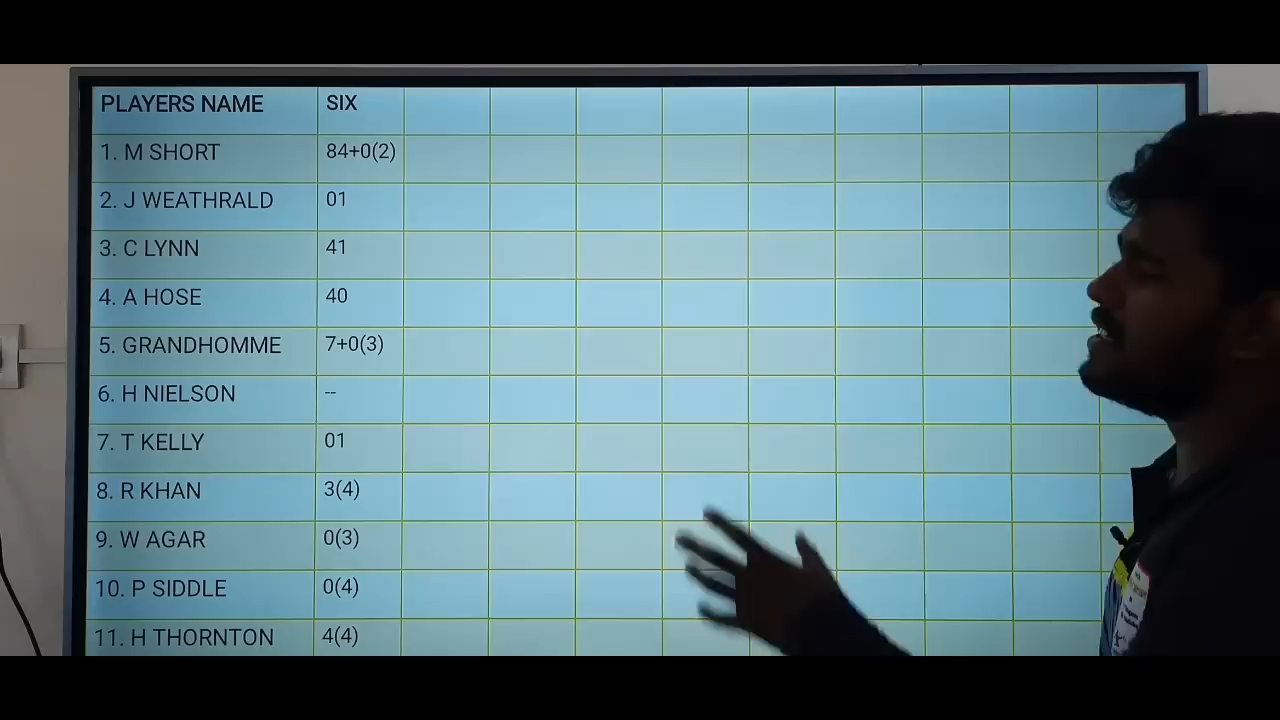 PLAYERS NAME SIX
1. M SHORT 84+0(2)
2. J WEATHRALD 01
3. C LYNN 41
4. A HOSE 40
5. GRANDHOMME 7+0(3)
6. H NIELSON --
7. T KELLY 01
8. R KHAN 3(4)
9. W AGAR 0(3)
10. P SIDDLE 0(4)
11. H THORNTON 4(4)